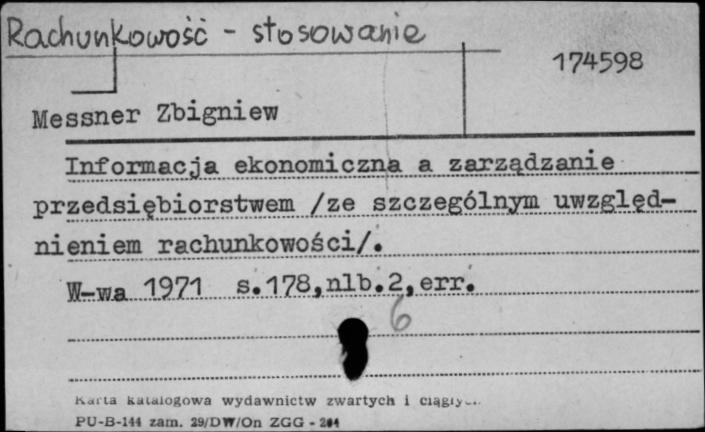 Rachunkowość - stosowanie
174598
Messner Zbigniew
Informacja ekonomiczna a zarządzanie
przedsiębiorstwem /ze szczególnym uwzględ-
nieniem rachunkowości/.
W-wa 1971 s.178,nlb.2,err.
6
Karta katalogowa wydawnictw zwartych i
PU-B-144 zam. 29/DW/On ZGG -